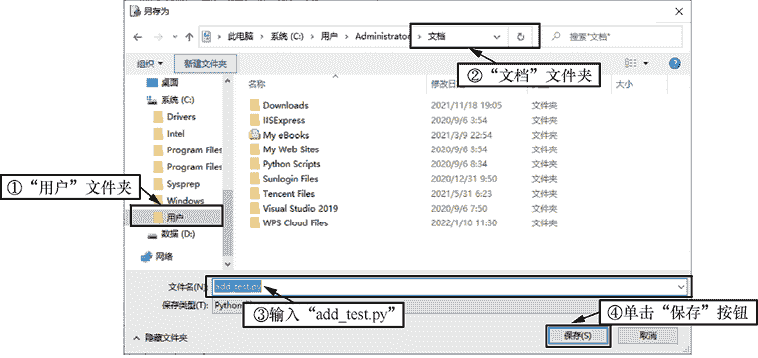 另存为
此电脑 › 系统 (C:) › 用户 › Administrator › 文档
搜索"文档"
组织 新建文件夹
②“文档”文件夹
名称 修改日 大小
桌面
系统 (C:)
Drivers
Intel
Program Files
Program Files
Sysprep
Windows
用户
数据 (D:)
网络
①“用户”文件夹
Downloads 2021/11/18 19:05 文件夹
IISExpress 2020/9/6 3:54 文件夹
My eBooks 2021/3/9 22:54 文件夹
My Web Sites 2020/9/6 3:54 文件夹
Python Scripts 2020/9/6 8:34 文件夹
Sunlogin Files 2020/12/31 9:50 文件夹
Tencent Files 2021/5/31 6:23 文件夹
Visual Studio 2019 2020/9/6 7:50 文件夹
WPS Cloud Files 2022/1/10 11:30 文件夹
文件名(N): add_test.py
保存类型(T): Python
③输入“add_test.py”
④单击“保存”按钮
隐藏文件夹
保存(S) 取消